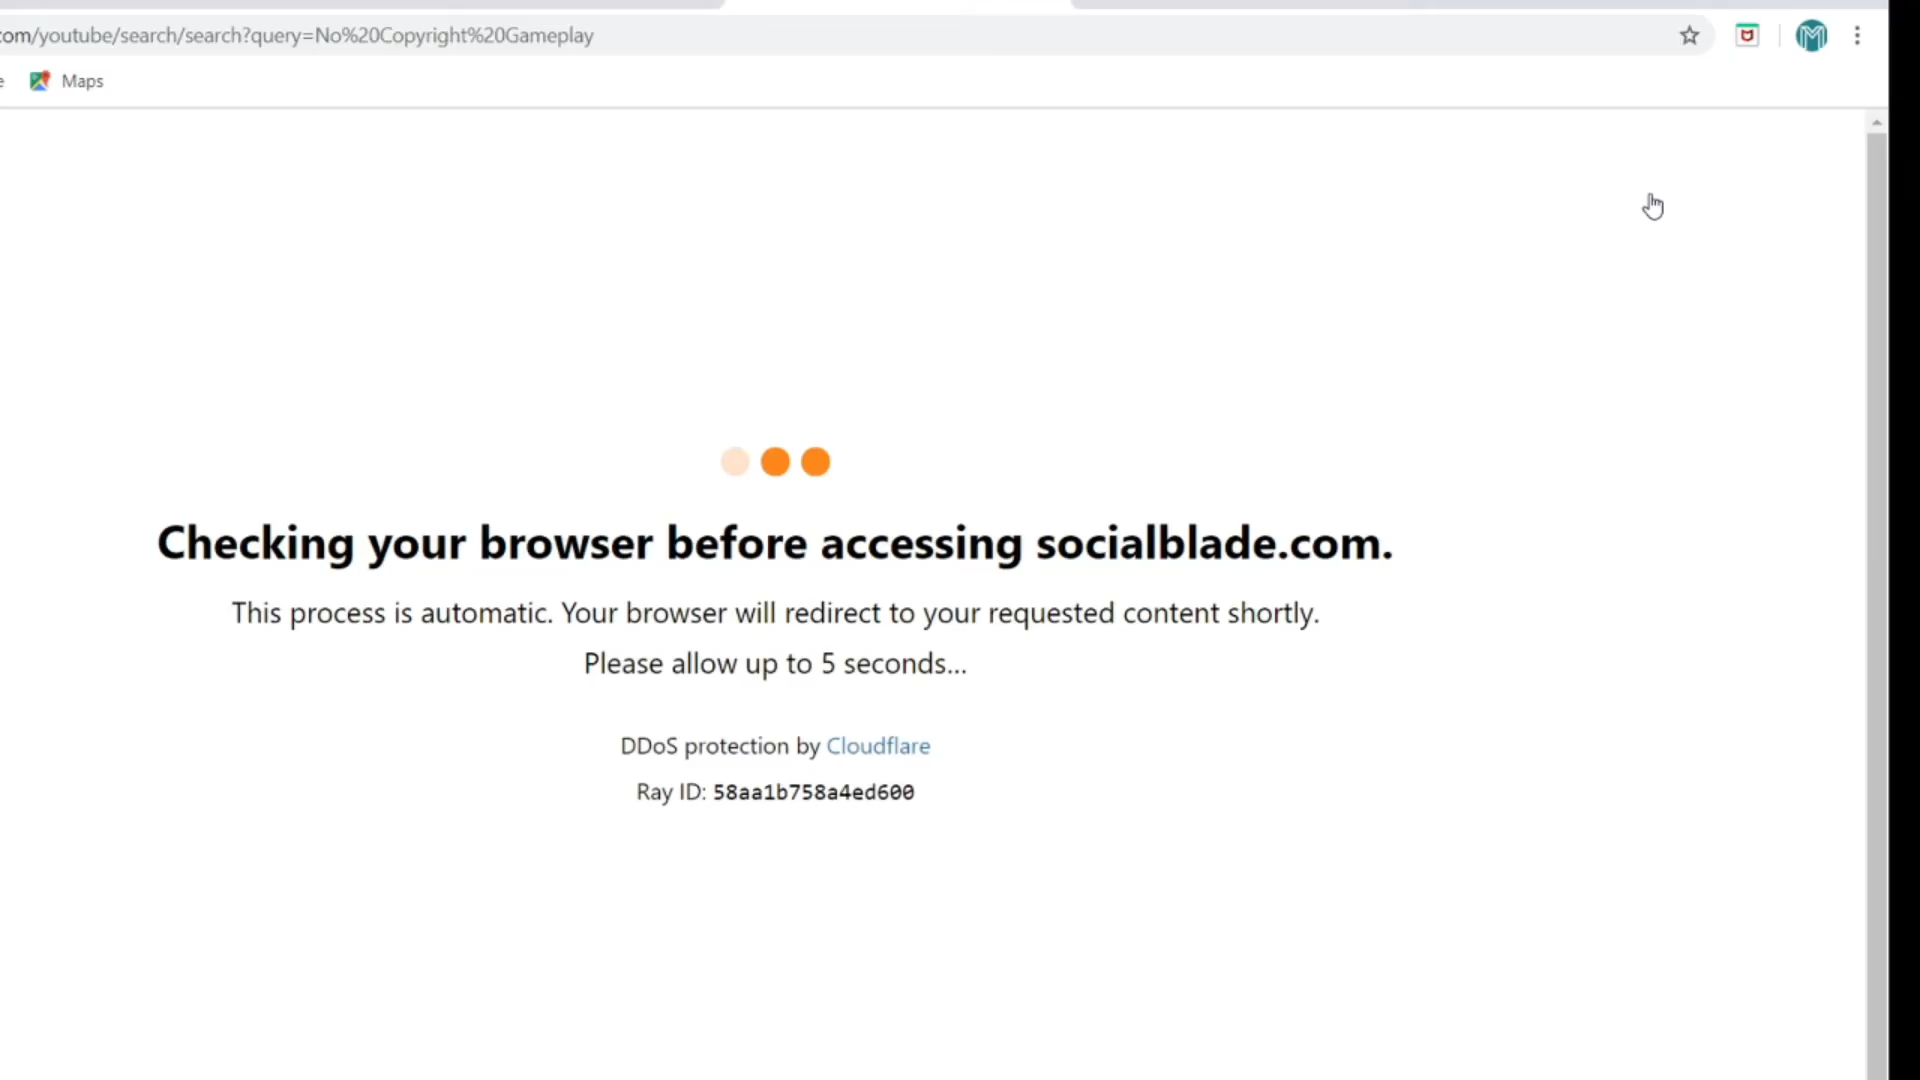 com/youtube/search/search?query=No%20Copyright%20Gameplay
e Maps
Checking your browser before accessing socialblade.com.
This process is automatic. Your browser will redirect to your requested content shortly.
Please allow up to 5 seconds...
DDoS protection by Cloudflare
Ray ID: 58aa1b758a4ed600